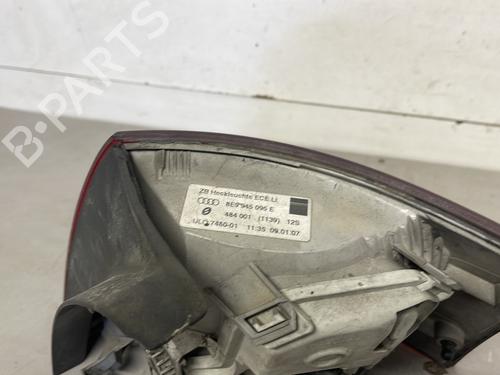 ZB Heckleuchte ECE LI
8E9 945 095 E
484 001 (1139) 12S
ULO 7460-01 11:35 09.01.07
B